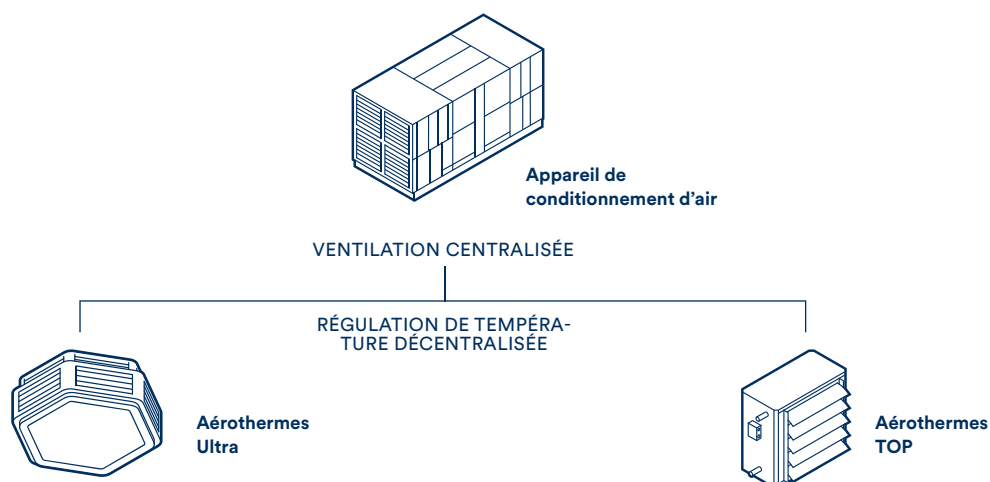 Appareil de
conditionnement d’air
VENTILATION CENTRALISÉE
RÉGULATION DE TEMPÉRA-
TURE DÉCENTRALISÉE
Aérothermes
Ultra
Aérothermes
TOP